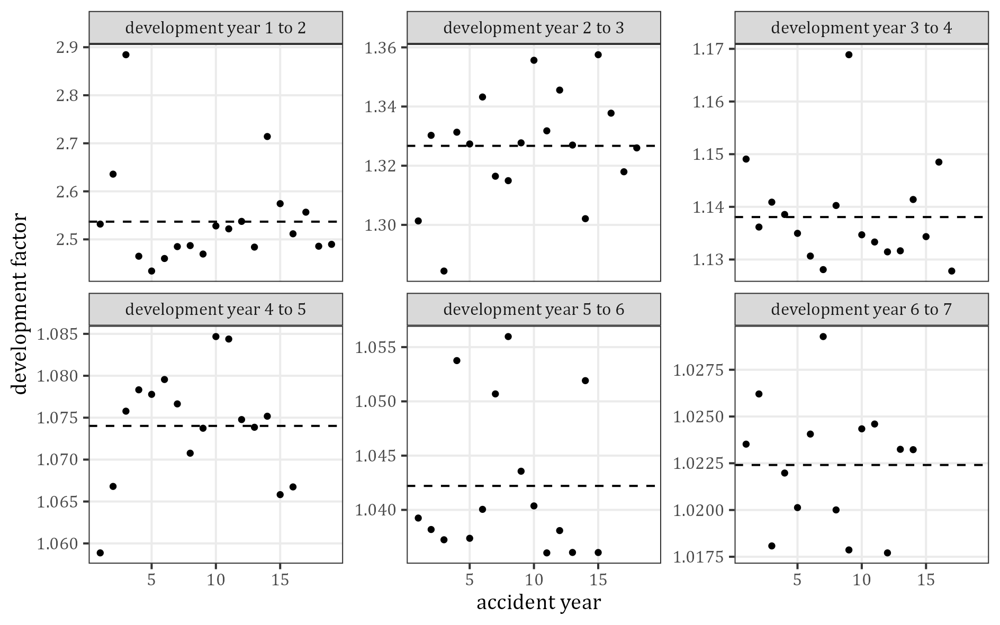 development year 1 to 2
development year 2 to 3
development year 3 to 4
2.9
2.8
2.7
2.6
2.5
1.36
1.34
1.32
1.30
1.17
1.16
1.15
1.14
1.13
development factor
development year 4 to 5
development year 5 to 6
development year 6 to 7
1.085
1.080
1.075
1.070
1.065
1.060
1.055
1.050
1.045
1.040
1.0275
1.0250
1.0225
1.0200
1.0175
5 10 15
5 10 15
5 10 15
accident year